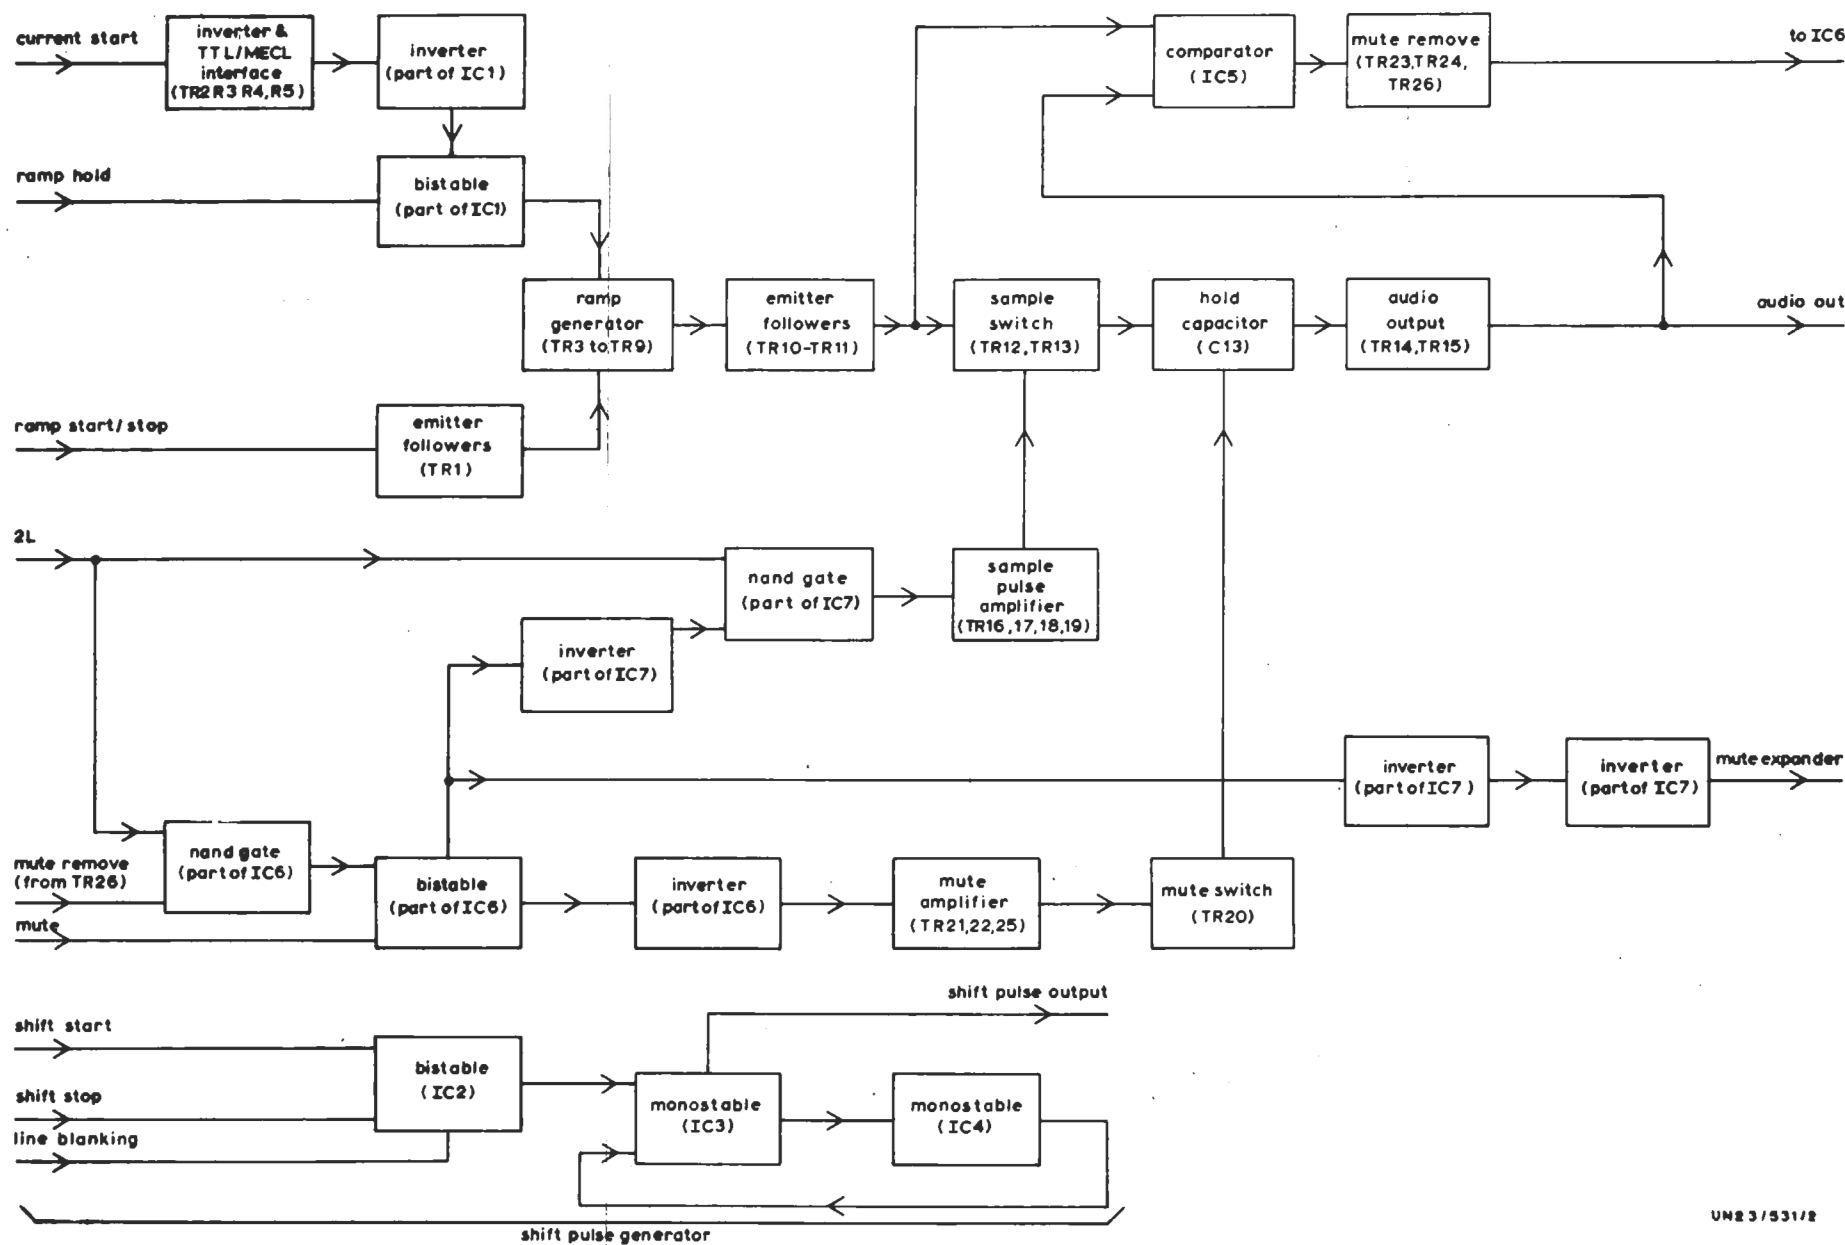 current start
inverter &
TTL/MECL
interface
(TR2 R3 R4,R5)
inverter
(part of IC1)
comparator
(IC5)
mute remove
(TR23,TR24,
TR26)
to IC6
ramp hold
bistable
(part of IC1)
ramp
generator
(TR3 to TR9)
emitter
followers
(TR10-TR11)
sample
switch
(TR12,TR13)
hold
capacitor
(C13)
audio
output
(TR14,TR15)
audio out
ramp start/stop
emitter
followers
(TR1)
2L
nand gate
(part of IC7)
sample
pulse
amplifier
(TR16,17,18,19)
inverter
(part of IC7)
inverter
(part of IC7)
inverter
(part of IC7)
mute expander
mute remove
(from TR26)
mute
nand gate
(part of IC6)
bistable
(part of IC6)
inverter
(part of IC6)
mute
amplifier
(TR21,22,25)
mute switch
(TR20)
shift pulse output
shift start
shift stop
line blanking
bistable
(IC2)
monostable
(IC3)
monostable
(IC4)
shift pulse generator
UN23/531/2